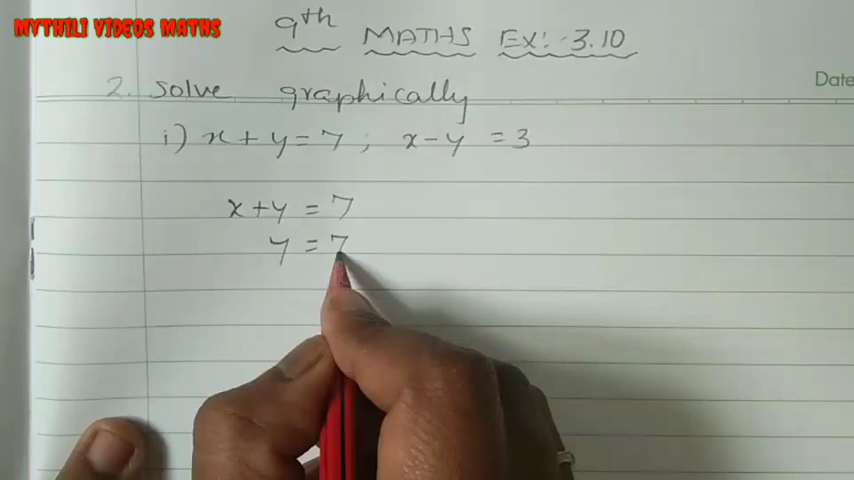 MYTHILI VIDEOS MATHS
9th MATHS Ex: 3.10
Date
2. Solve graphically
i) x + y = 7 ; x - y = 3
x + y = 7
y = 7